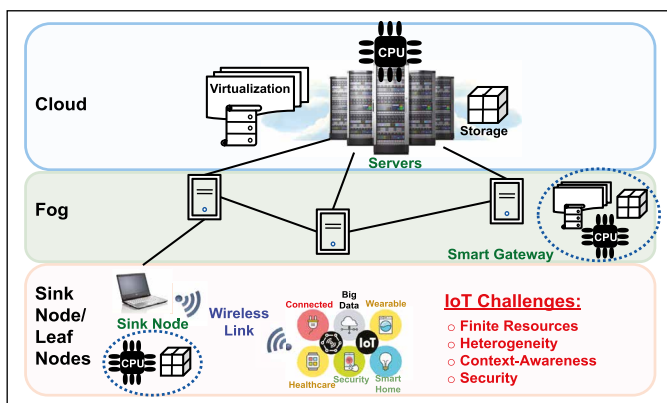 Cloud
Virtualization
CPU
Storage
Servers
Fog
CPU
Smart Gateway
Sink
Node/
Leaf
Nodes
Sink Node
CPU
Wireless
Link
Connected
Big
Data
Wearable
IoT
Healthcare
Security
Smart
Home
IoT Challenges:
Finite Resources
Heterogeneity
Context-Awareness
Security